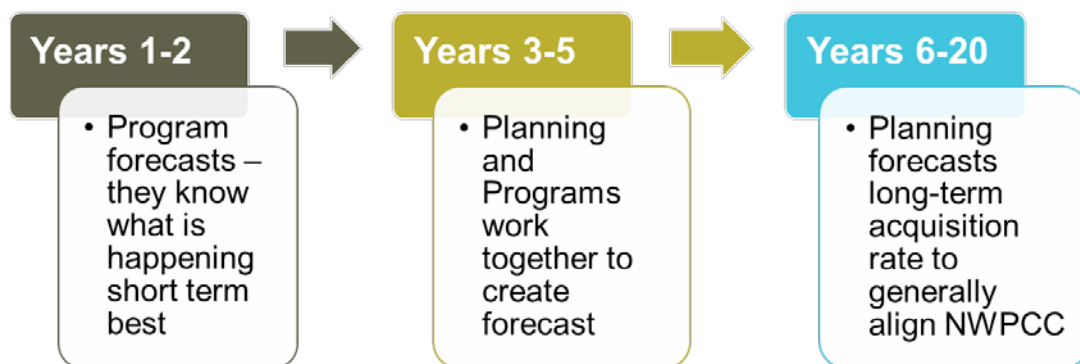 Years 1-2
• Program
forecasts –
they know
what is
happening
short term
best
Years 3-5
• Planning
and
Programs
work
together to
create
forecast
Years 6-20
• Planning
forecasts
long-term
acquisition
rate to
generally
align NWPCC